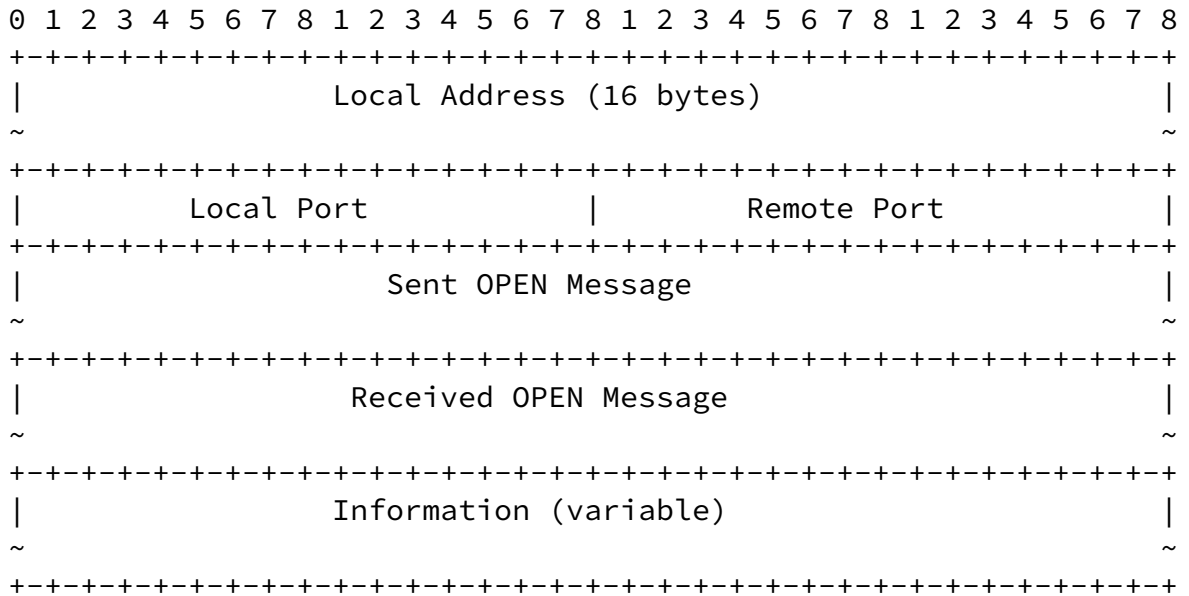 0 1 2 3 4 5 6 7 8 1 2 3 4 5 6 7 8 1 2 3 4 5 6 7 8 1 2 3 4 5 6 7 8
+-+-+-+-+-+-+-+-+-+-+-+-+-+-+-+-+-+-+-+-+-+-+-+-+-+-+-+-+-+-+-+-+
|                 Local Address (16 bytes)                      |
~                                                               ~
+-+-+-+-+-+-+-+-+-+-+-+-+-+-+-+-+-+-+-+-+-+-+-+-+-+-+-+-+-+-+-+-+
|         Local Port            |        Remote Port            |
+-+-+-+-+-+-+-+-+-+-+-+-+-+-+-+-+-+-+-+-+-+-+-+-+-+-+-+-+-+-+-+-+
|                    Sent OPEN Message                          |
~                                                               ~
+-+-+-+-+-+-+-+-+-+-+-+-+-+-+-+-+-+-+-+-+-+-+-+-+-+-+-+-+-+-+-+-+
|                  Received OPEN Message                        |
~                                                               ~
+-+-+-+-+-+-+-+-+-+-+-+-+-+-+-+-+-+-+-+-+-+-+-+-+-+-+-+-+-+-+-+-+
|                 Information (variable)                        |
~                                                               ~
+-+-+-+-+-+-+-+-+-+-+-+-+-+-+-+-+-+-+-+-+-+-+-+-+-+-+-+-+-+-+-+-+